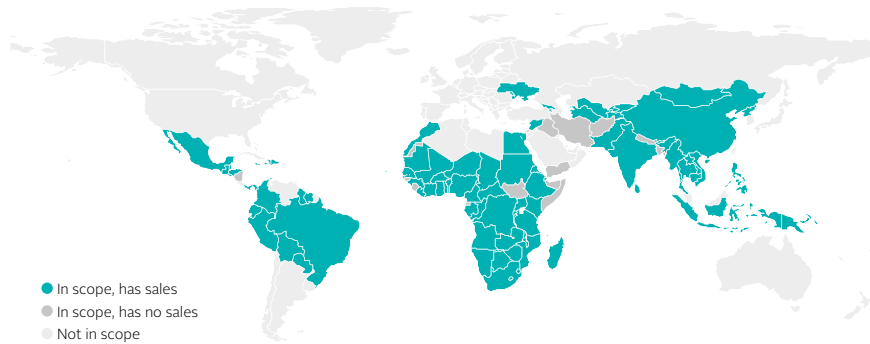 In scope, has sales
In scope, has no sales
Not in scope